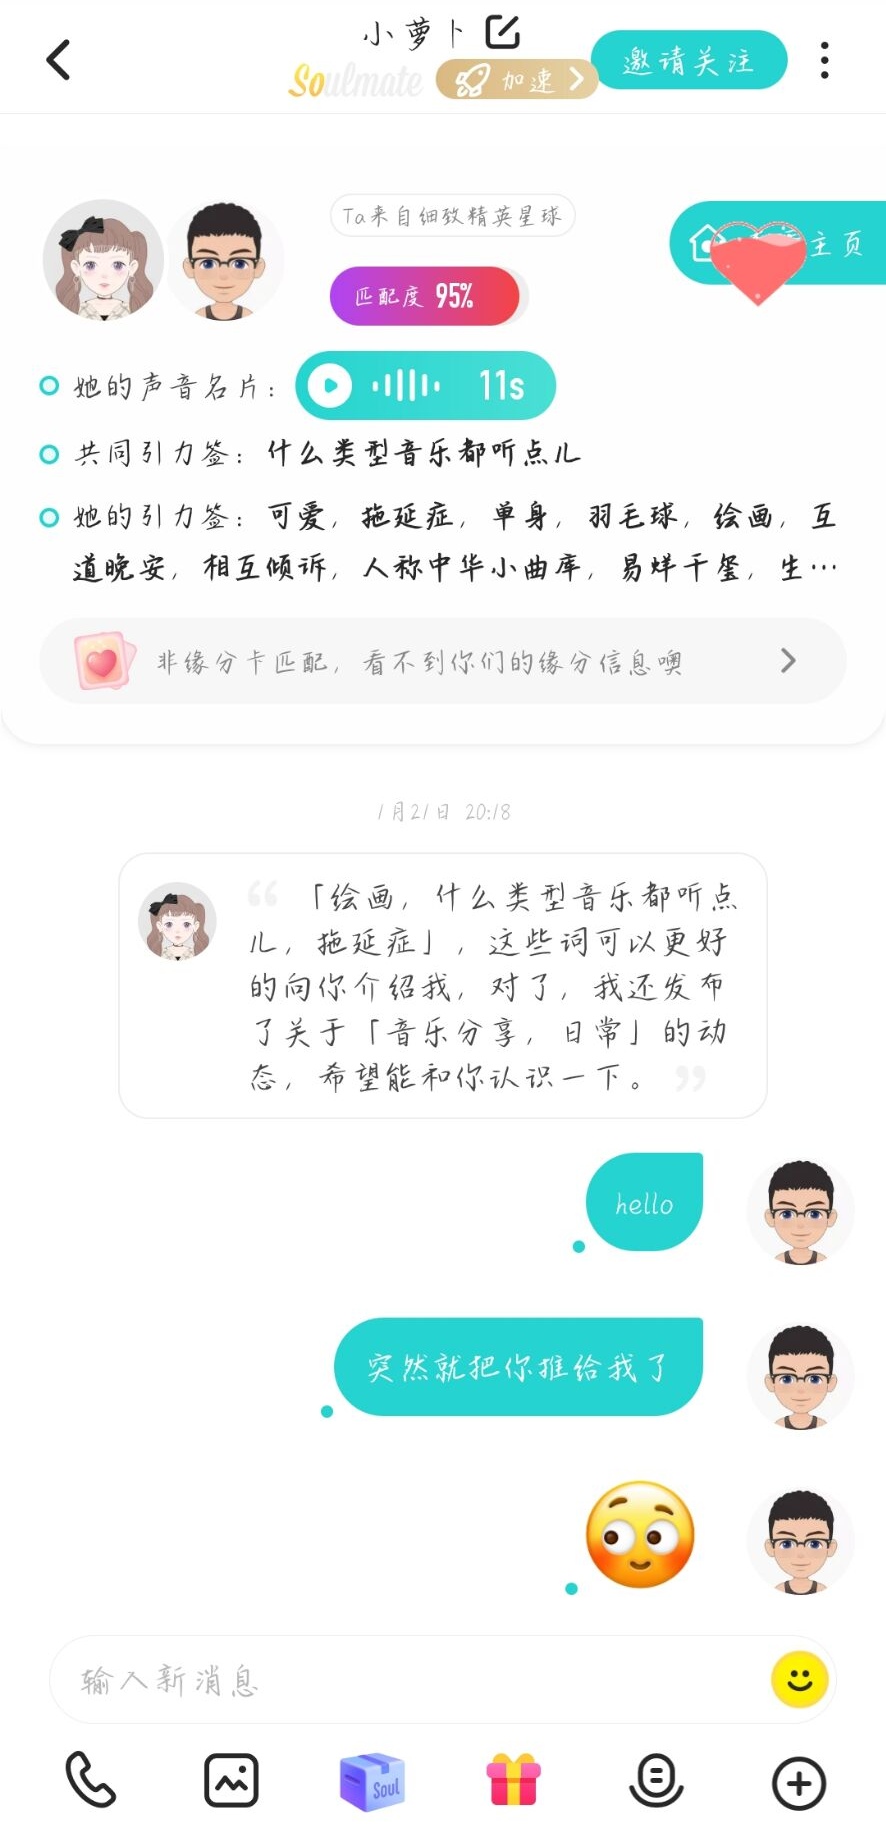 小萝卜
Soulmate 加速
邀请关注
Ta来自细致精英星球
主页
匹配度 95%
她的声音名片： 11s
共同引力签：什么类型音乐都听点儿
她的引力签：可爱，拖延症，单身，羽毛球，绘画，互
道晚安，相互倾诉，人称中华小曲库，易烊千玺，生…
非缘分卡匹配，看不到你们的缘分信息噢
1月21日 20:18
“「绘画，什么类型音乐都听点
儿，拖延症」，这些词可以更好
的向你介绍我，对了，我还发布
了关于「音乐分享，日常」的动
态，希望能和你认识一下。”
hello
突然就把你推给我了
输入新消息
Soul